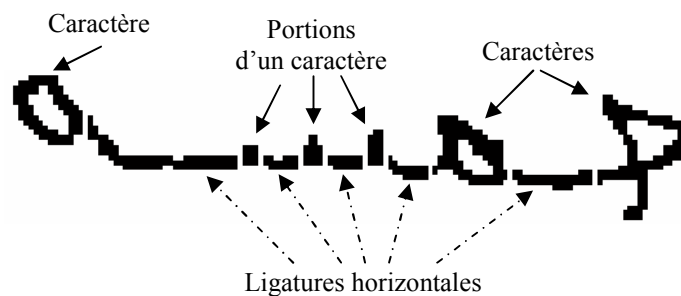 Caractère
Portions
d’un caractère
Caractères
Ligatures horizontales